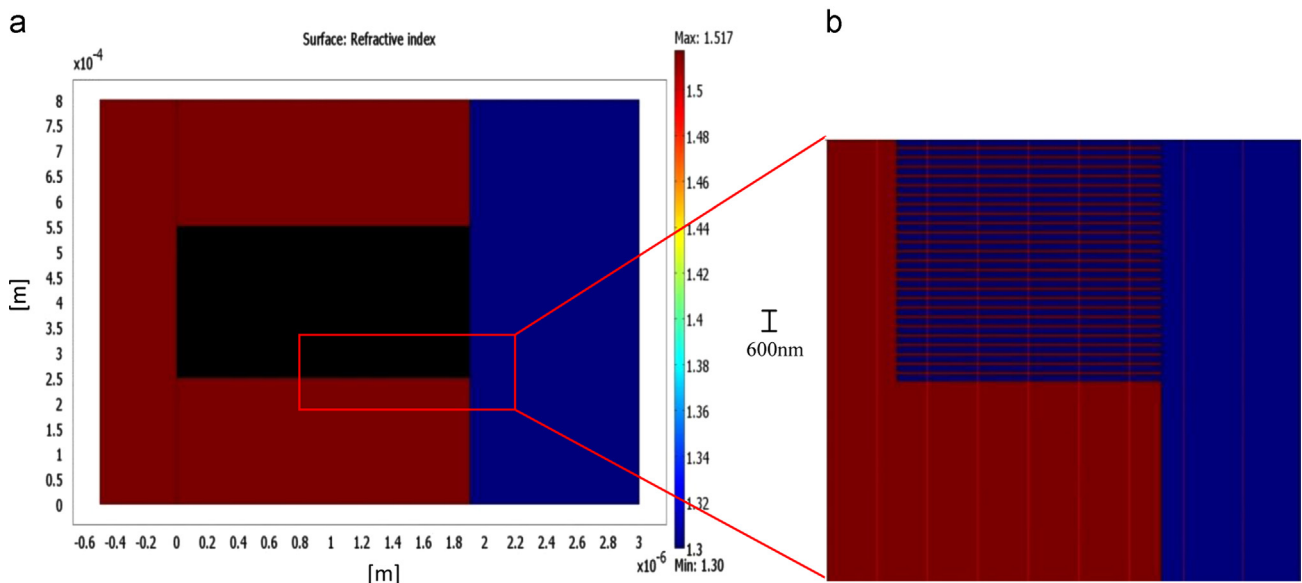 a
b
Surface: Refractive index
x10⁻⁴
Max: 1.517
8
7.5
7
6.5
6
5.5
5
4.5
4
3.5
3
2.5
2
1.5
1
0.5
0
[m]
1.5
1.48
1.46
1.44
1.42
1.4
1.38
1.36
1.34
1.32
1.3
Min: 1.30
600nm
-0.6 -0.4 -0.2 0 0.2 0.4 0.6 0.8 1 1.2 1.4 1.6 1.8 2 2.2 2.4 2.6 2.8 3
x10⁻⁶
[m]